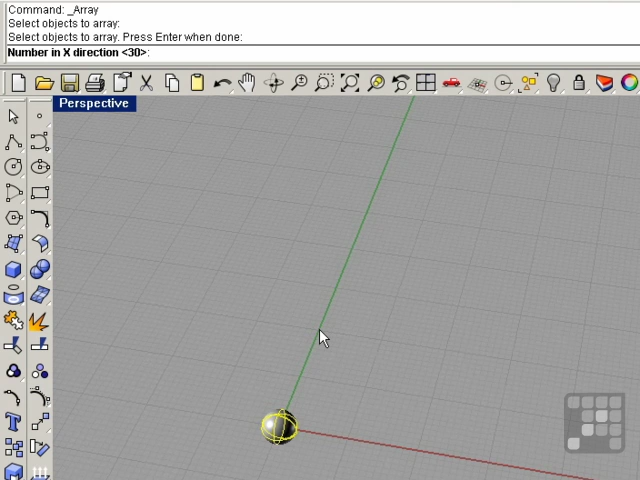 Command: _Array
Select objects to array:
Select objects to array. Press Enter when done:
Number in X direction <30>:
Perspective